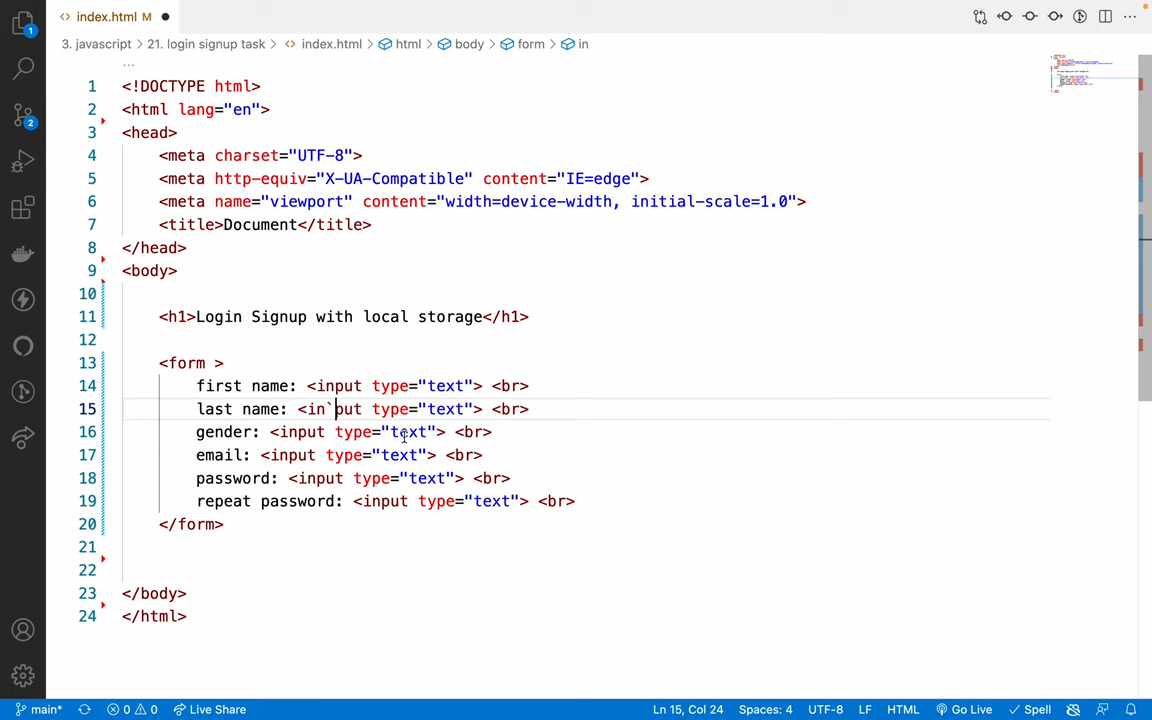 index.html M
3. javascript > 21. login signup task > index.html > html > body > form > in
1 <!DOCTYPE html>
2 <html lang="en">
3 <head>
4 <meta charset="UTF-8">
5 <meta http-equiv="X-UA-Compatible" content="IE=edge">
6 <meta name="viewport" content="width=device-width, initial-scale=1.0">
7 <title>Document</title>
8 </head>
9 <body>
10
11 <h1>Login Signup with local storage</h1>
12
13 <form >
14 first name: <input type="text"> <br>
15 last name: <in`put type="text"> <br>
16 gender: <input type="text"> <br>
17 email: <input type="text"> <br>
18 password: <input type="text"> <br>
19 repeat password: <input type="text"> <br>
20 </form>
21
22
23 </body>
24 </html>
1
2
main* 0 0 Live Share Ln 15, Col 24 Spaces: 4 UTF-8 LF HTML Go Live Spell